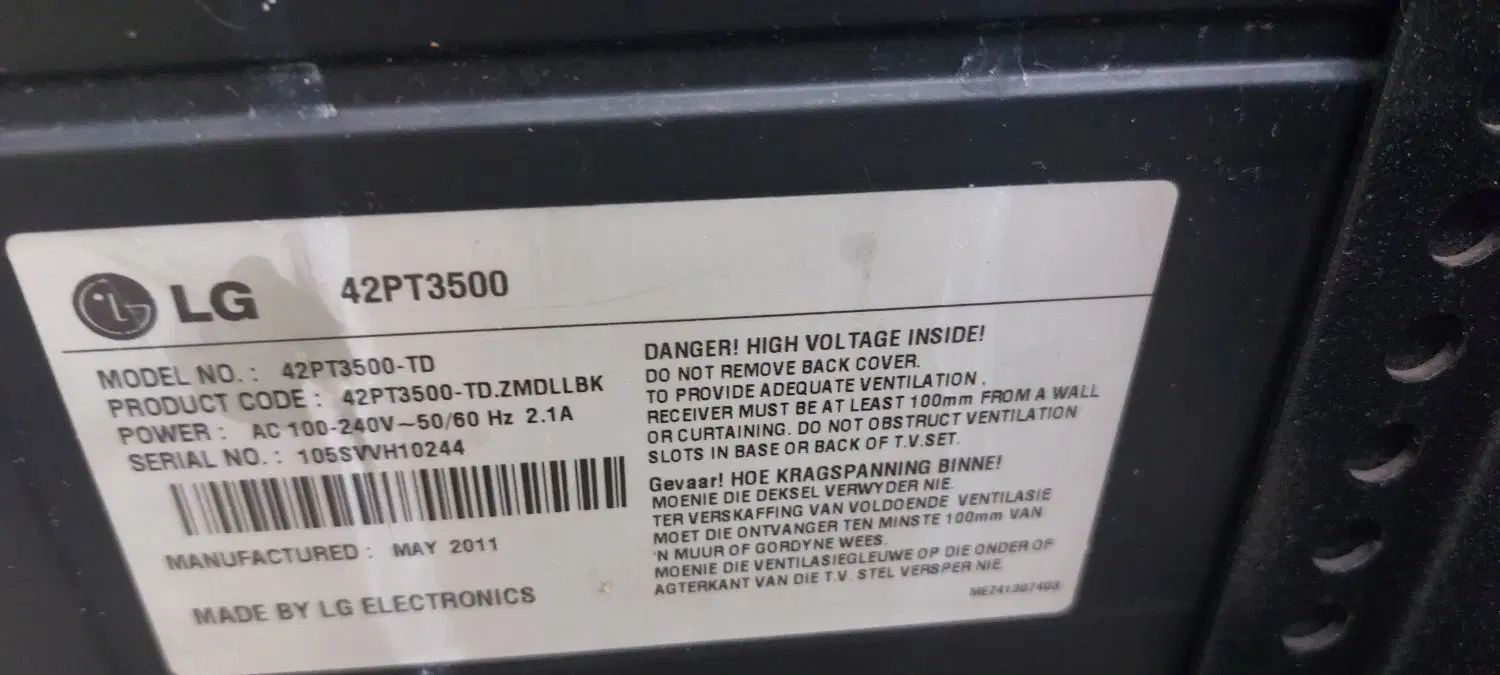 LG 42PT3500
MODEL NO. : 42PT3500-TD
PRODUCT CODE : 42PT3500-TD.ZMDLLBK
POWER : AC 100-240V~50/60 Hz 2.1A
SERIAL NO. : 105SVVH10244
MANUFACTURED : MAY 2011
MADE BY LG ELECTRONICS
DANGER! HIGH VOLTAGE INSIDE!
DO NOT REMOVE BACK COVER.
TO PROVIDE ADEQUATE VENTILATION,
RECEIVER MUST BE AT LEAST 100mm FROM A WALL
OR CURTAINING. DO NOT OBSTRUCT VENTILATION
SLOTS IN BASE OR BACK OF T.V.SET.
Gevaar! HOE KRAGSPANNING BINNE!
MOENIE DIE DEKSEL VERWYDER NIE.
TER VERSKAFFING VAN VOLDOENDE VENTILASIE
MOET DIE ONTVANGER TEN MINSTE 100mm VAN
'N MUUR OF GORDYNE WEES.
MOENIE DIE VENTILASIEGLEUWE OP DIE ONDER OF
AGTERKANT VAN DIE T.V. STEL VERSPER NIE.
MEZ41307403